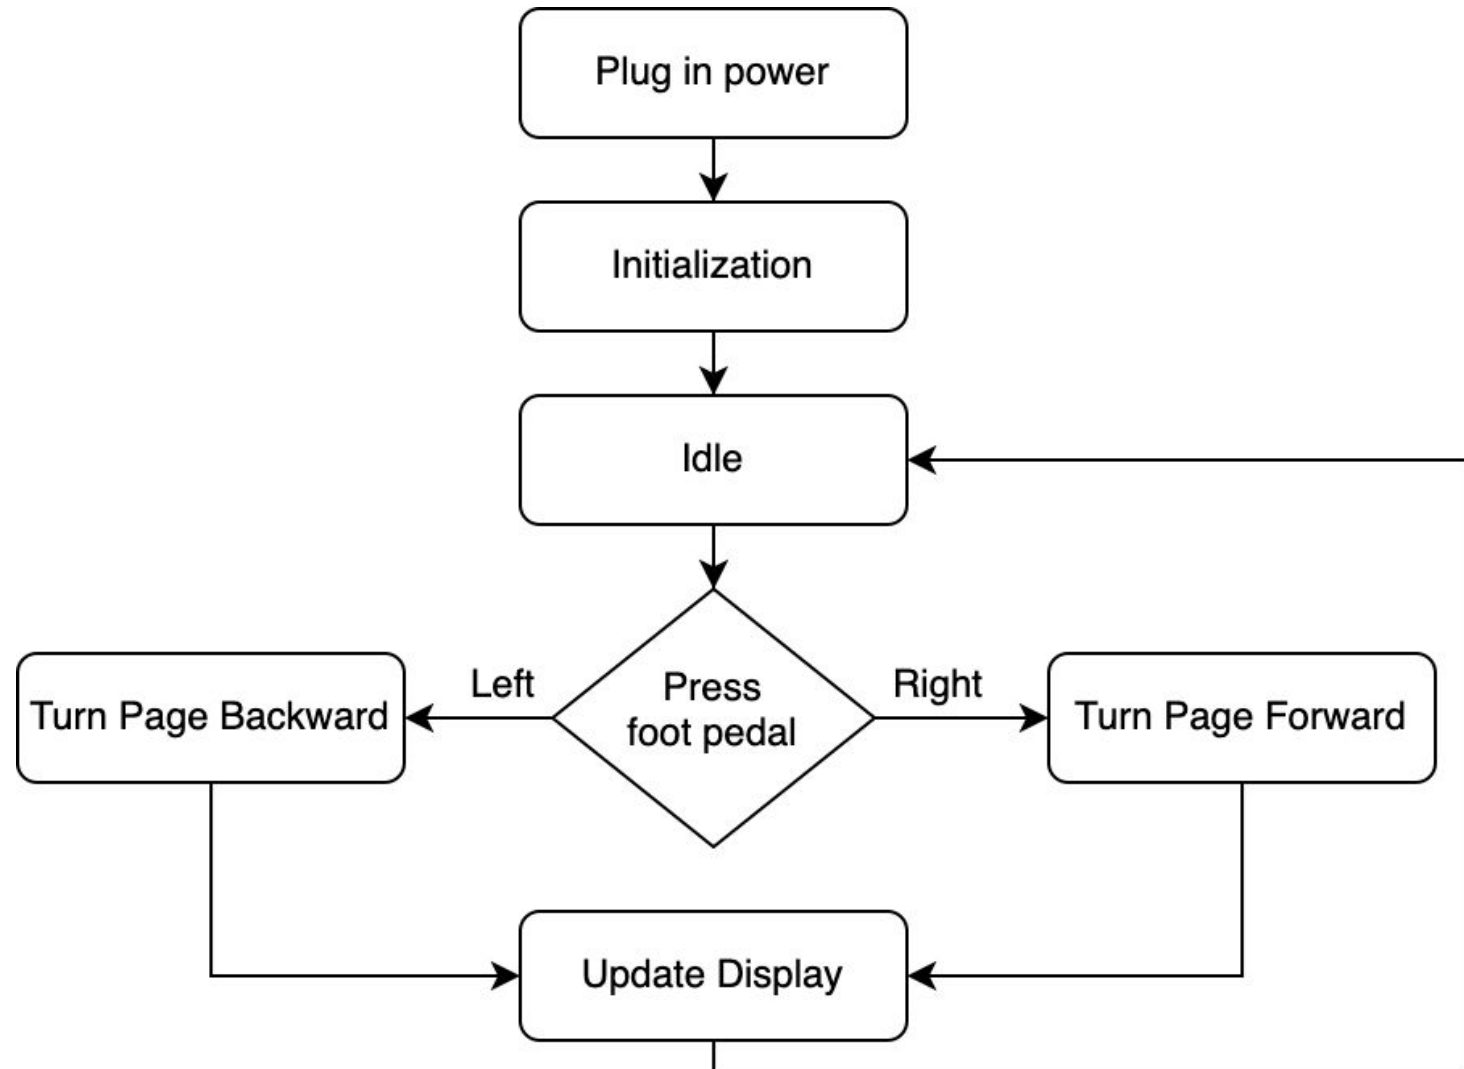 Plug in power
Initialization
Idle
Left
Press
foot pedal
Right
Turn Page Backward
Turn Page Forward
Update Display